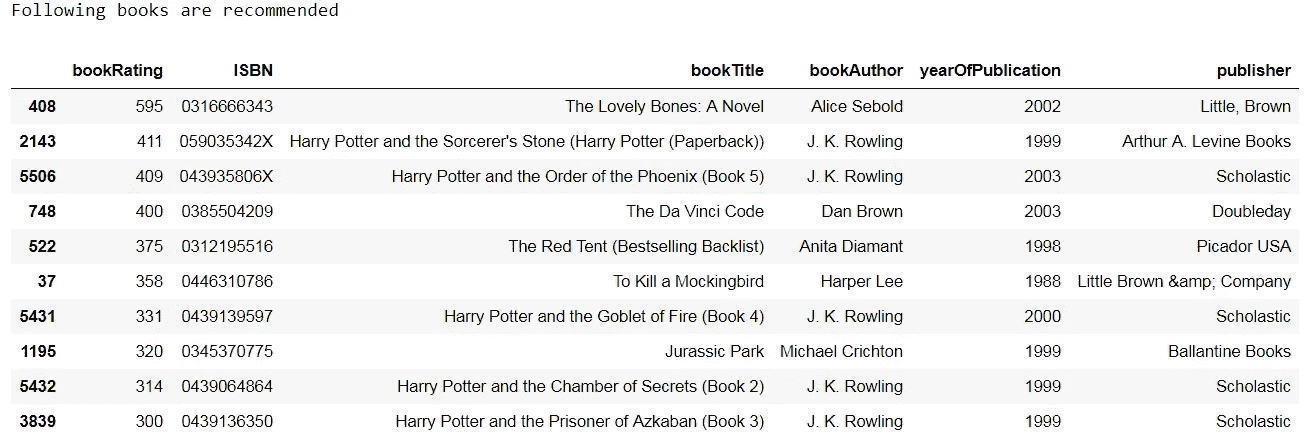 Following books are recommended
bookRating ISBN bookTitle bookAuthor yearOfPublication publisher
408 595 0316666343 The Lovely Bones: A Novel Alice Sebold 2002 Little, Brown
2143 411 059035342X Harry Potter and the Sorcerer's Stone (Harry Potter (Paperback)) J. K. Rowling 1999 Arthur A. Levine Books
5506 409 043935806X Harry Potter and the Order of the Phoenix (Book 5) J. K. Rowling 2003 Scholastic
748 400 0385504209 The Da Vinci Code Dan Brown 2003 Doubleday
522 375 0312195516 The Red Tent (Bestselling Backlist) Anita Diamant 1998 Picador USA
37 358 0446310786 To Kill a Mockingbird Harper Lee 1988 Little Brown &amp; Company
5431 331 0439139597 Harry Potter and the Goblet of Fire (Book 4) J. K. Rowling 2000 Scholastic
1195 320 0345370775 Jurassic Park Michael Crichton 1999 Ballantine Books
5432 314 0439064864 Harry Potter and the Chamber of Secrets (Book 2) J. K. Rowling 1999 Scholastic
3839 300 0439136350 Harry Potter and the Prisoner of Azkaban (Book 3) J. K. Rowling 1999 Scholastic